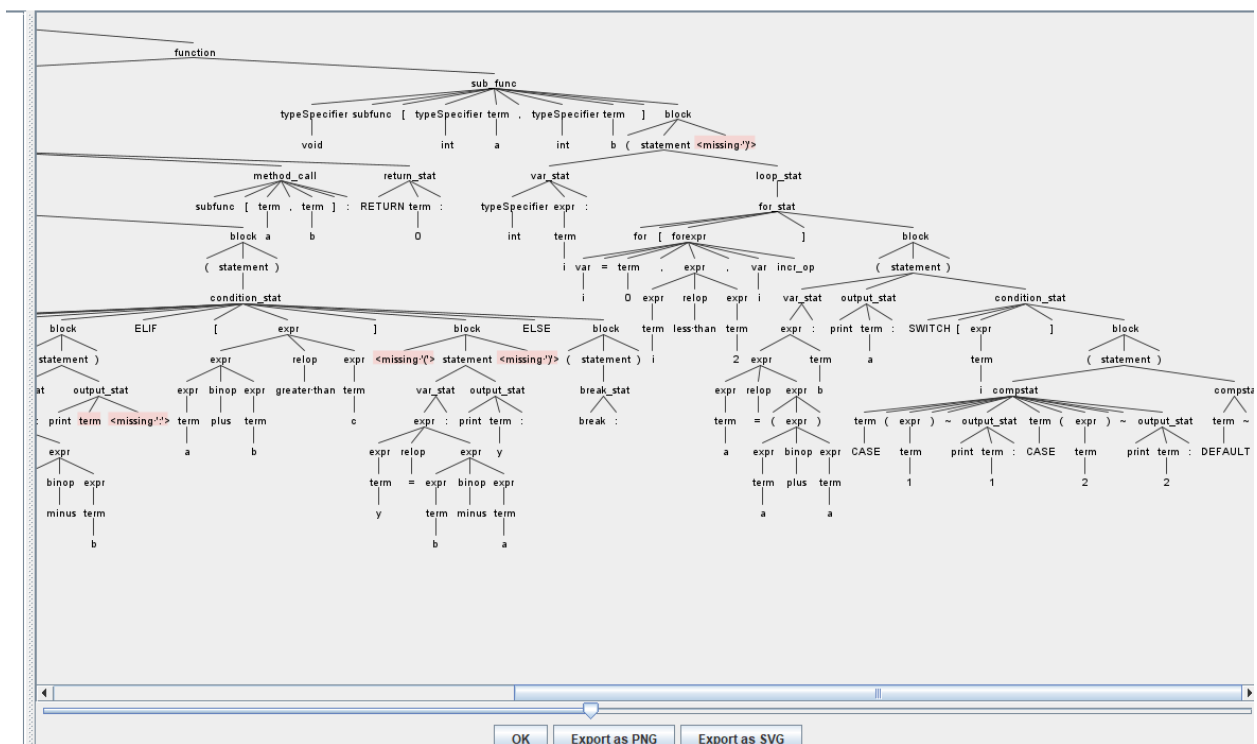 function
sub_func
typeSpecifier subfunc [ typeSpecifier term , typeSpecifier term ] block
void int a int b ( statement <missing ')'>
method_call return_stat var_stat loop_stat
subfunc [ term , term ] : RETURN term : typeSpecifier expr : for_stat
block a b 0 int term for [ forexpr ] block
( statement ) i var = term , expr , var incr_op ( statement )
condition_stat i 0 expr relop expr i var_stat output_stat condition_stat
block ELIF [ expr ] block ELSE block term less·than term expr : print term : SWITCH [ expr ] block
statement ) expr relop expr <missing '('> statement <missing ')'> ( statement ) i 2 expr term a term ( statement )
at output_stat expr binop expr greater·than term var_stat output_stat break_stat expr relop expr b i compstat compsta
: print term <missing ':'> term plus term c expr : print term : break : term = ( expr ) term ( expr ) ~ output_stat term ( expr ) ~ output_stat term ~
expr a b expr relop expr y a expr binop expr CASE term print term : CASE term print term : DEFAULT
binop expr term = expr binop expr term plus term 1 1 2 2
minus term y term minus term a a
b b a
OK Export as PNG Export as SVG